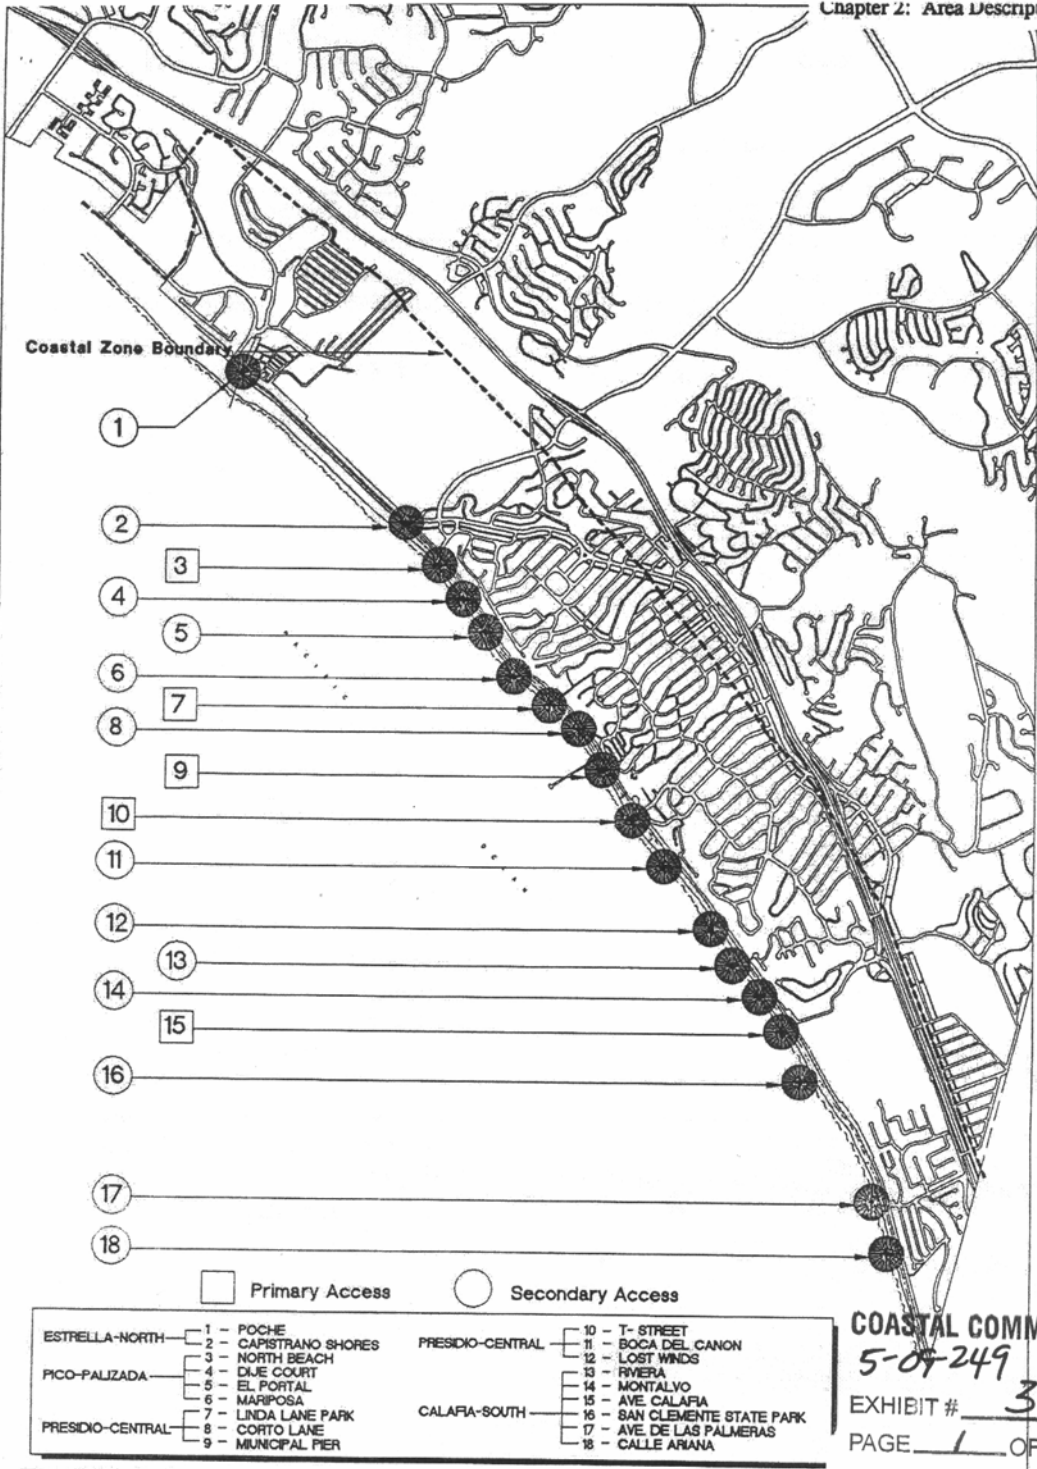 Chapter 2: Area Descrip
Coastal Zone Boundary
1
2
3
4
5
6
7
8
9
10
11
12
13
14
15
16
17
18
Primary Access
Secondary Access
ESTRELLA-NORTH
1 - POCHE
2 - CAPISTRANO SHORES
PICO-PALIZADA
3 - NORTH BEACH
4 - DIJE COURT
5 - EL PORTAL
6 - MARIPOSA
PRESIDIO-CENTRAL
7 - LINDA LANE PARK
8 - CORTO LANE
9 - MUNICIPAL PIER
PRESIDIO-CENTRAL
10 - T- STREET
11 - BOCA DEL CANON
12 - LOST WINDS
CALAFIA-SOUTH
13 - RIVIERA
14 - MONTALVO
15 - AVE. CALAFIA
16 - SAN CLEMENTE STATE PARK
17 - AVE. DE LAS PALMERAS
18 - CALLE ARIANA
COASTAL COMM
5-07-249
EXHIBIT # 3
PAGE 1 OF